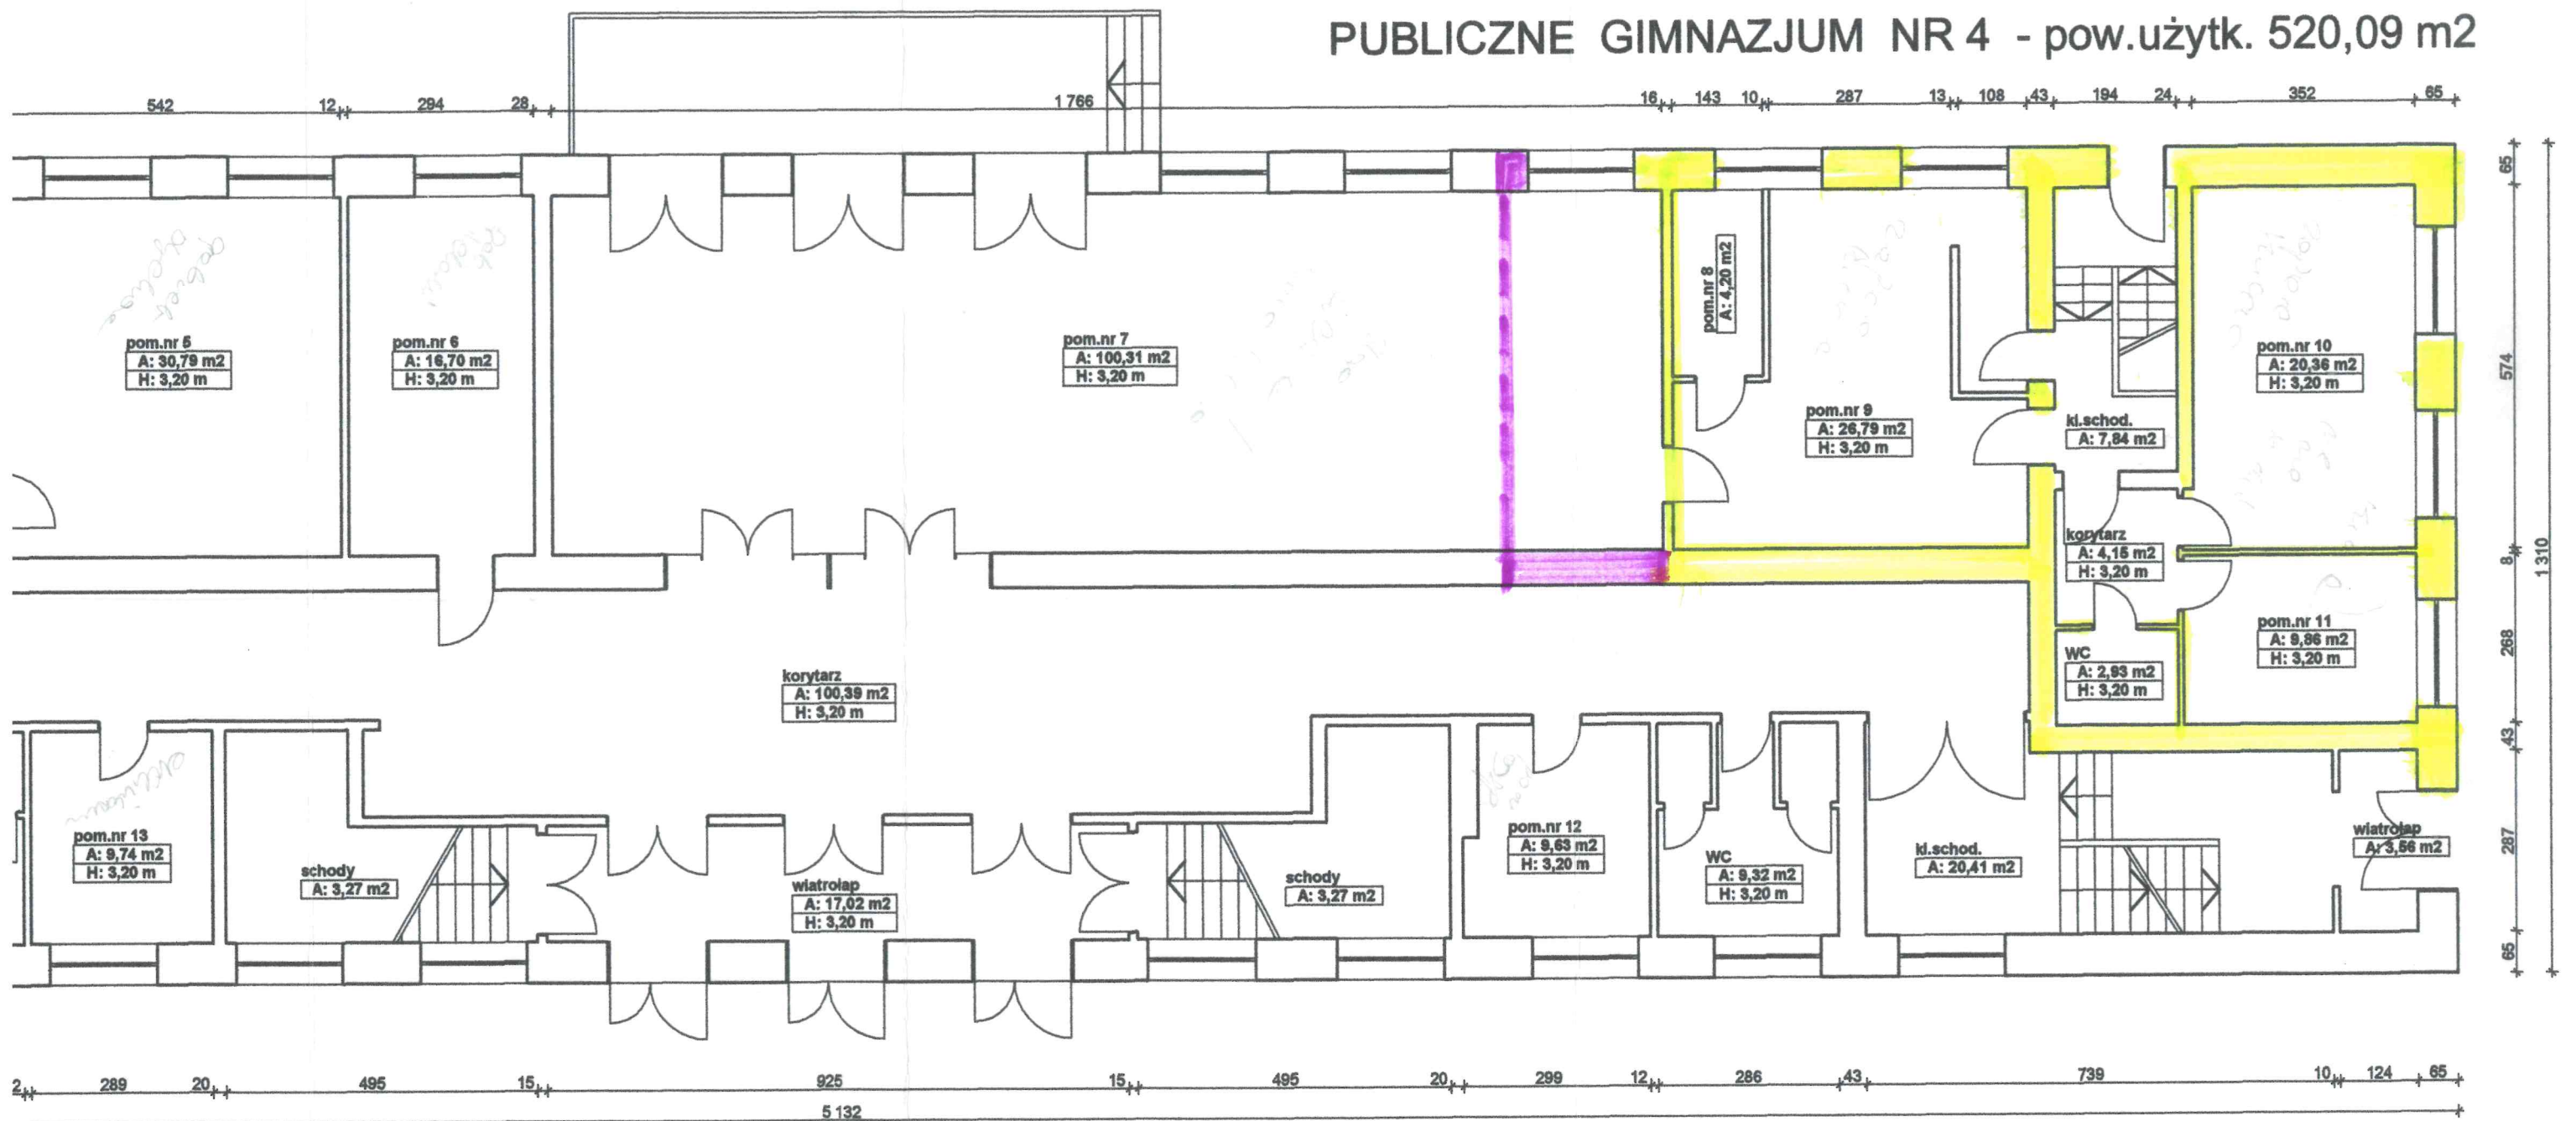 PUBLICZNE GIMNAZJUM NR 4 - pow.użytk. 520,09 m2
542 12 294 28 1 766 16 143 10 287 13 108 43 194 24 352 65
pom.nr 5
A: 30,79 m2
H: 3,20 m
pom.nr 6
A: 16,70 m2
H: 3,20 m
pom.nr 7
A: 100,31 m2
H: 3,20 m
pom.nr 8
A: 4,20 m2
pom.nr 9
A: 26,79 m2
H: 3,20 m
kl.schod.
A: 7,84 m2
pom.nr 10
A: 20,36 m2
H: 3,20 m
korytarz
A: 4,15 m2
H: 3,20 m
pom.nr 11
A: 9,86 m2
H: 3,20 m
WC
A: 2,93 m2
H: 3,20 m
korytarz
A: 100,39 m2
H: 3,20 m
pom.nr 13
A: 9,74 m2
H: 3,20 m
schody
A: 3,27 m2
wiatrołap
A: 17,02 m2
H: 3,20 m
schody
A: 3,27 m2
pom.nr 12
A: 9,63 m2
H: 3,20 m
WC
A: 9,32 m2
H: 3,20 m
kl.schod.
A: 20,41 m2
wiatrołap
A: 3,56 m2
65
574
8
268
43
287
65
1 310
2 289 20 495 15 925 15 495 20 299 12 286 43 739 10 124 65
5 132